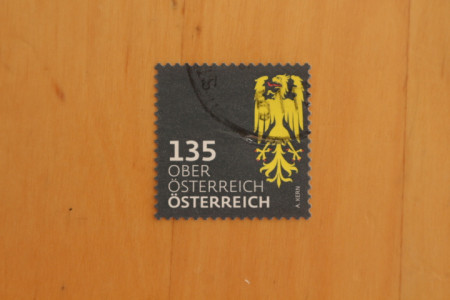 135
OBER
ÖSTERREICH
ÖSTERREICH
A. KERN